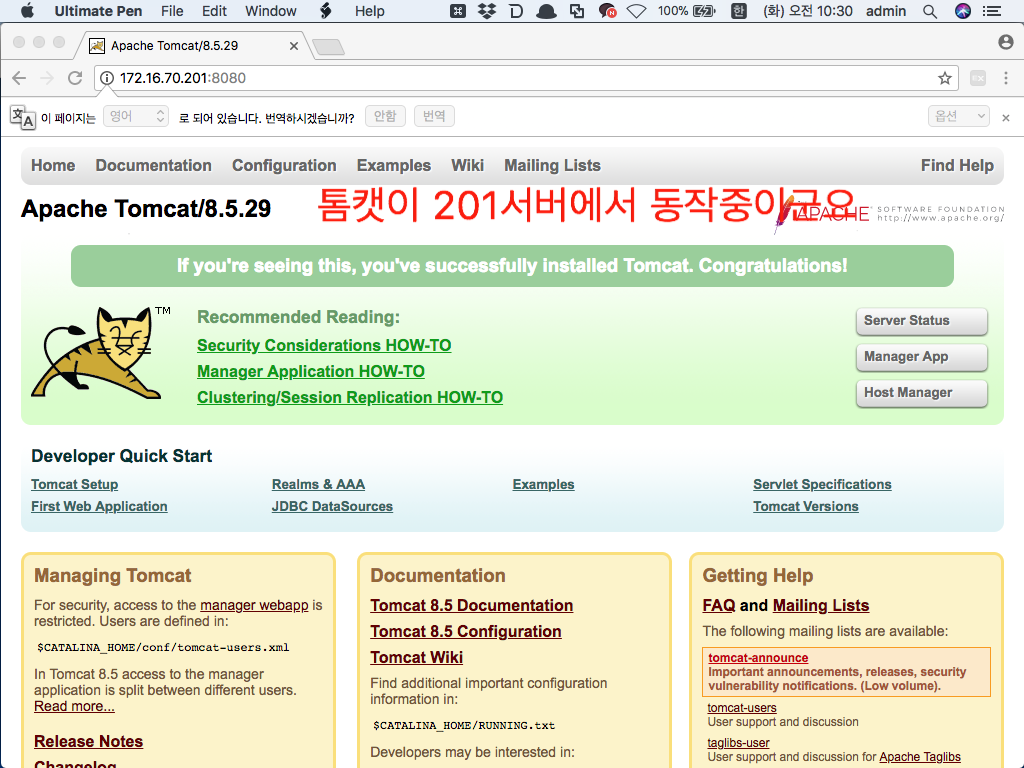 Ultimate Pen File Edit Window Help 100% 한 (화) 오전 10:30 admin
Apache Tomcat/8.5.29
172.16.70.201:8080
이 페이지는 영어 로 되어 있습니다. 번역하시겠습니까? 안함 번역 옵션
Home Documentation Configuration Examples Wiki Mailing Lists Find Help
톰캣이 201서버에서 동작중이군요
Apache Tomcat/8.5.29
APACHE SOFTWARE FOUNDATION
http://www.apache.org/
If you're seeing this, you've successfully installed Tomcat. Congratulations!
TM
Recommended Reading:
Security Considerations HOW-TO
Manager Application HOW-TO
Clustering/Session Replication HOW-TO
Server Status
Manager App
Host Manager
Developer Quick Start
Tomcat Setup
First Web Application
Realms & AAA
JDBC DataSources
Examples
Servlet Specifications
Tomcat Versions
Managing Tomcat
For security, access to the manager webapp is
restricted. Users are defined in:
$CATALINA_HOME/conf/tomcat-users.xml
In Tomcat 8.5 access to the manager
application is split between different users.
Read more...
Release Notes
Changelog
Documentation
Tomcat 8.5 Documentation
Tomcat 8.5 Configuration
Tomcat Wiki
Find additional important configuration
information in:
$CATALINA_HOME/RUNNING.txt
Developers may be interested in:
Getting Help
FAQ and Mailing Lists
The following mailing lists are available:
tomcat-announce
Important announcements, releases, security
vulnerability notifications. (Low volume).
tomcat-users
User support and discussion
taglibs-user
User support and discussion for Apache Taglibs